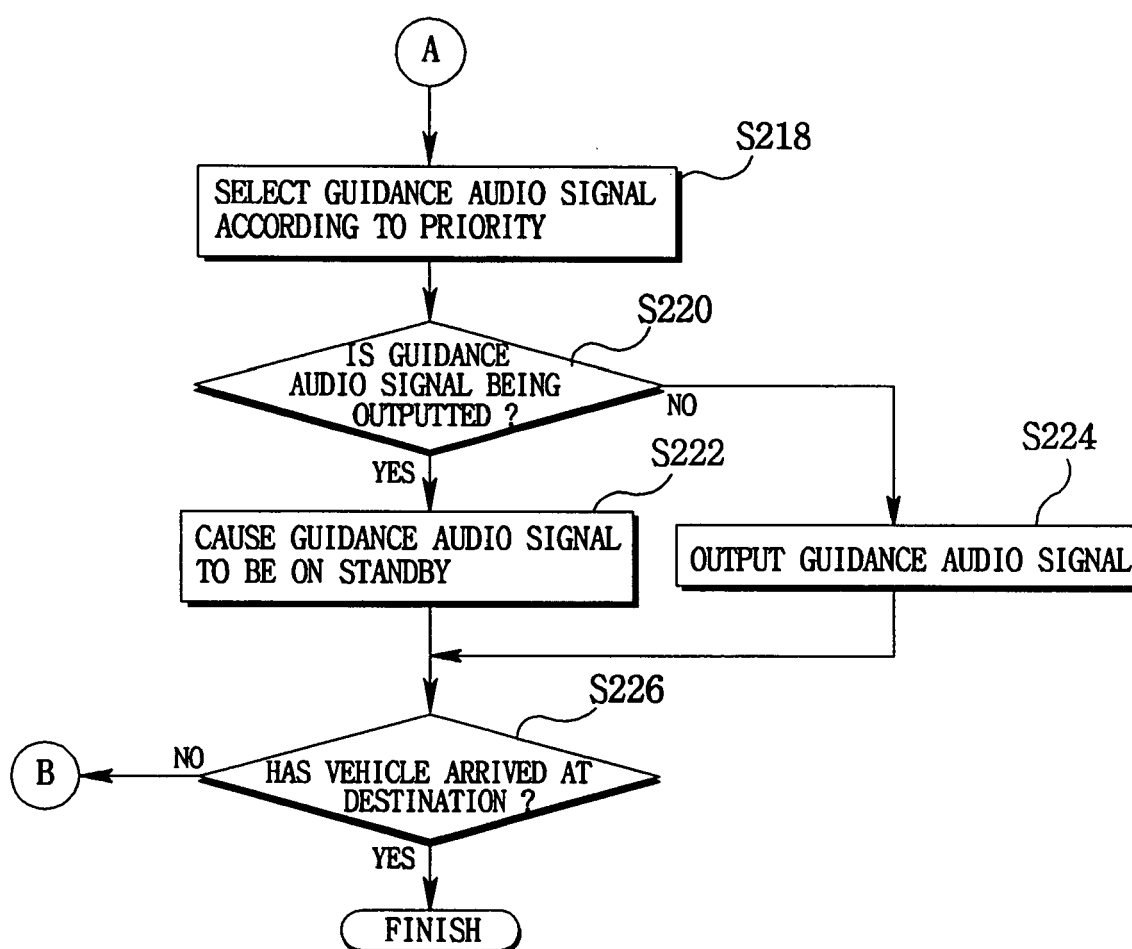 A
S218
SELECT GUIDANCE AUDIO SIGNAL
ACCORDING TO PRIORITY
S220
IS GUIDANCE
AUDIO SIGNAL BEING
OUTPUTTED ?
NO
YES
S222
S224
CAUSE GUIDANCE AUDIO SIGNAL
TO BE ON STANDBY
OUTPUT GUIDANCE AUDIO SIGNAL
S226
B
NO
HAS VEHICLE ARRIVED AT
DESTINATION ?
YES
FINISH